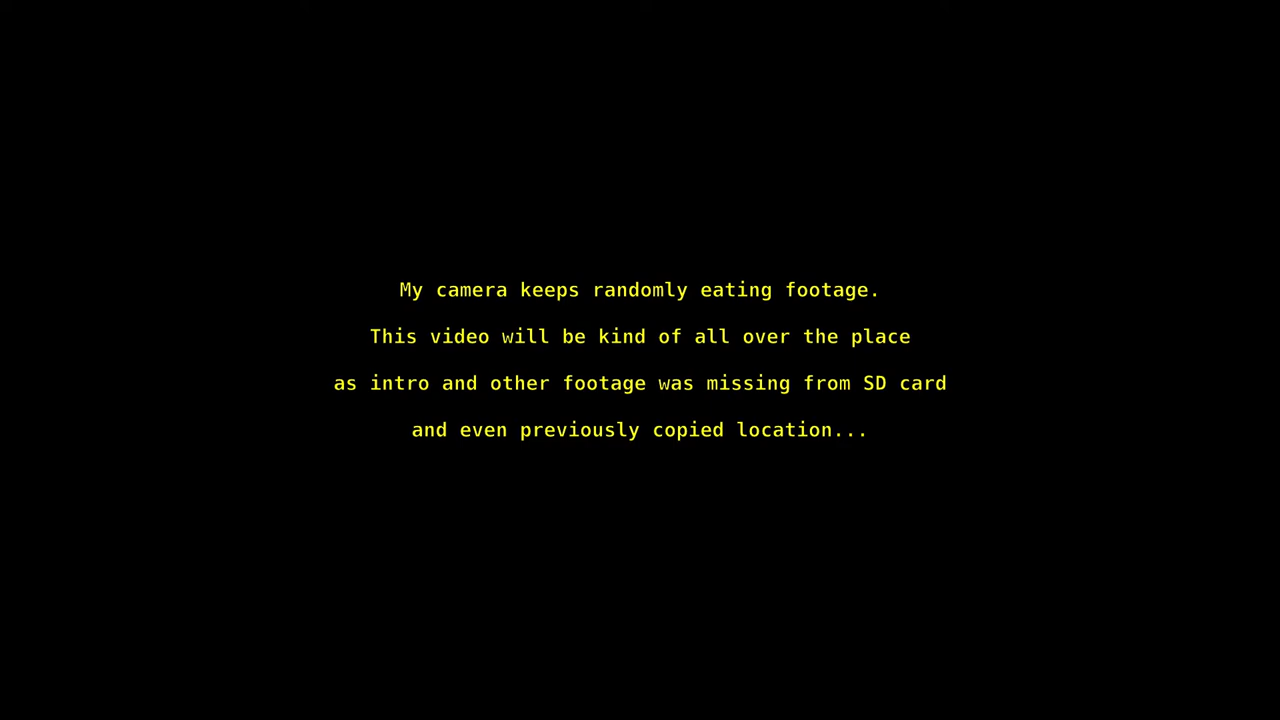 My camera keeps randomly eating footage.
This video will be kind of all over the place
as intro and other footage was missing from SD card
and even previously copied location...